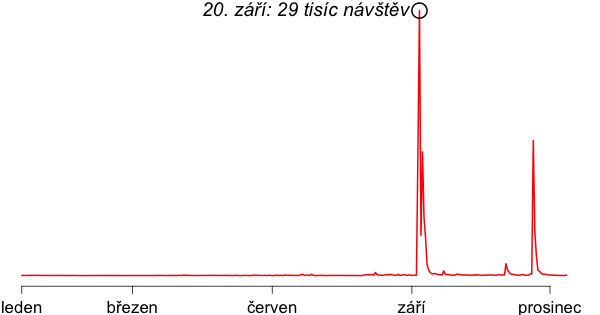 20. září: 29 tisíc návštěv
leden březen červen září prosinec